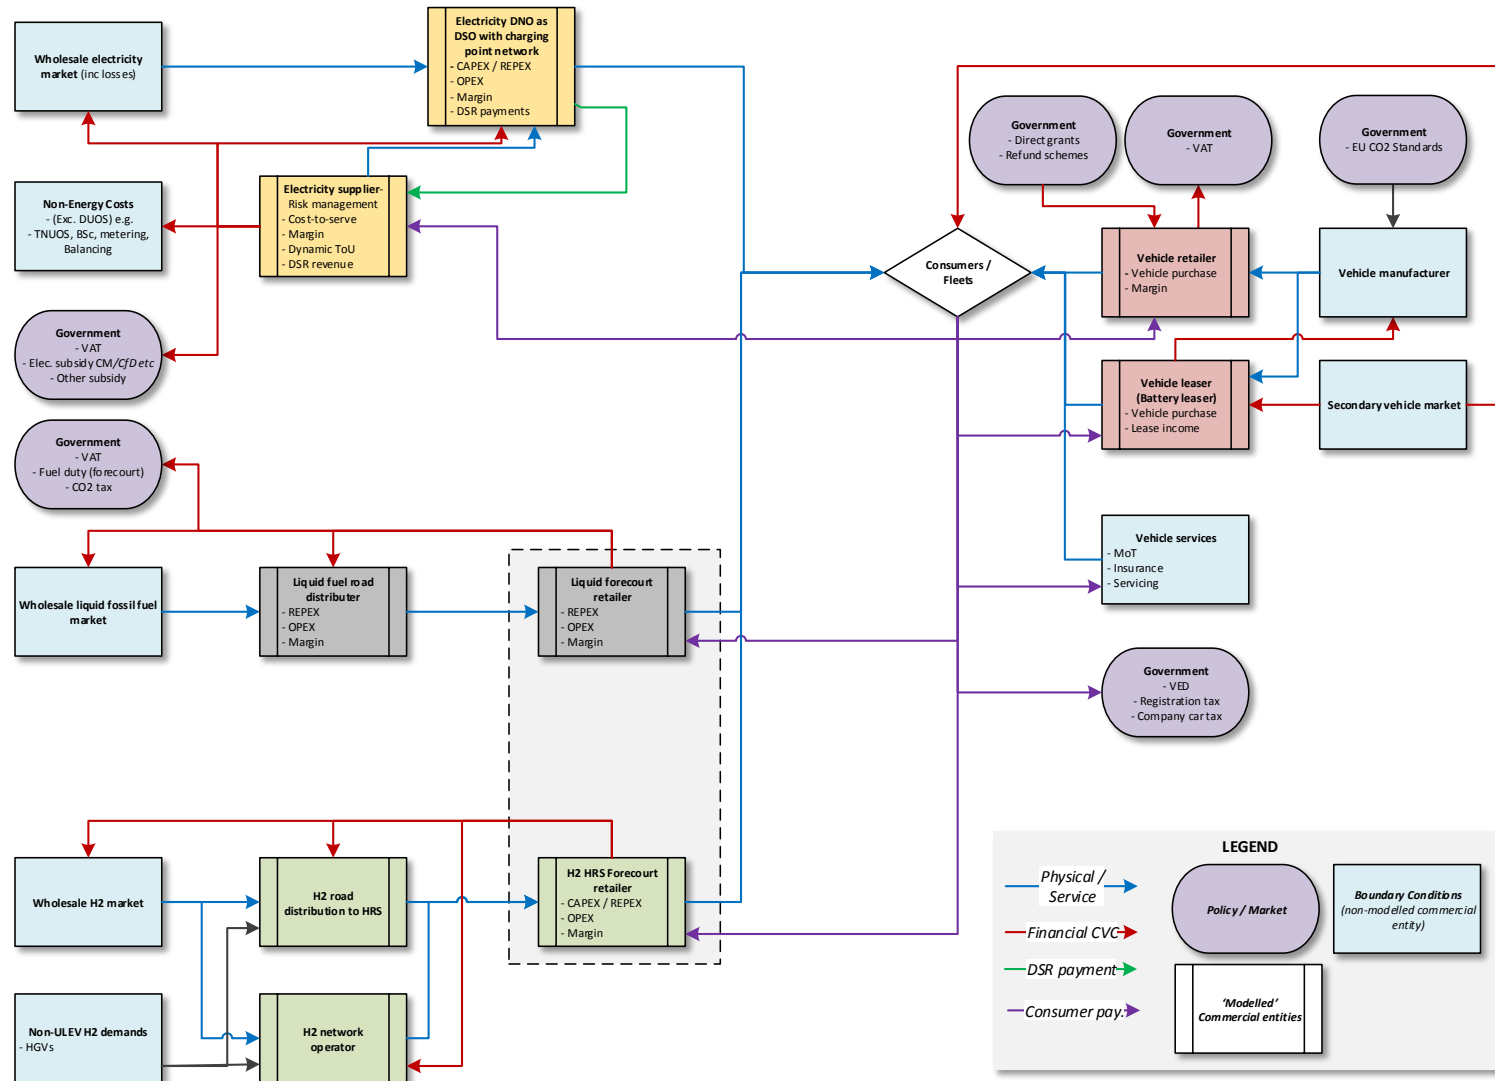 Wholesale electricity
market (inc losses)
Electricity DNO as
DSO with charging
point network
- CAPEX / REPEX
- OPEX
- Margin
- DSR payments
Non-Energy Costs
- (Exc. DUOS) e.g.
- TNUOS, BSc, metering,
Balancing
Electricity supplier-
Risk management
- Cost-to-serve
- Margin
- Dynamic ToU
- DSR revenue
Government
- VAT
- Elec. subsidy CM/CfD etc
- Other subsidy
Government
- VAT
- Fuel duty (forecourt)
- CO2 tax
Consumers /
Fleets
Government
- Direct grants
- Refund schemes
Government
- VAT
Government
- EU CO2 Standards
Vehicle retailer
- Vehicle purchase
- Margin
Vehicle manufacturer
Vehicle leaser
(Battery leaser)
- Vehicle purchase
- Lease income
Secondary vehicle market
Vehicle services
- MoT
- Insurance
- Servicing
Government
- VED
- Registration tax
- Company car tax
Wholesale liquid fossil fuel
market
Liquid fuel road
distributer
- REPEX
- OPEX
- Margin
Liquid forecourt
retailer
- REPEX
- OPEX
- Margin
Wholesale H2 market
H2 road
distribution to HRS
H2 HRS Forecourt
retailer
- CAPEX / REPEX
- OPEX
- Margin
Non-ULEV H2 demands
- HGVs
H2 network
operator
LEGEND
Physical /
Service
Financial CVC
DSR payment
Consumer pay.
Policy / Market
Boundary Conditions
(non-modelled commercial
entity)
'Modelled'
Commercial entities